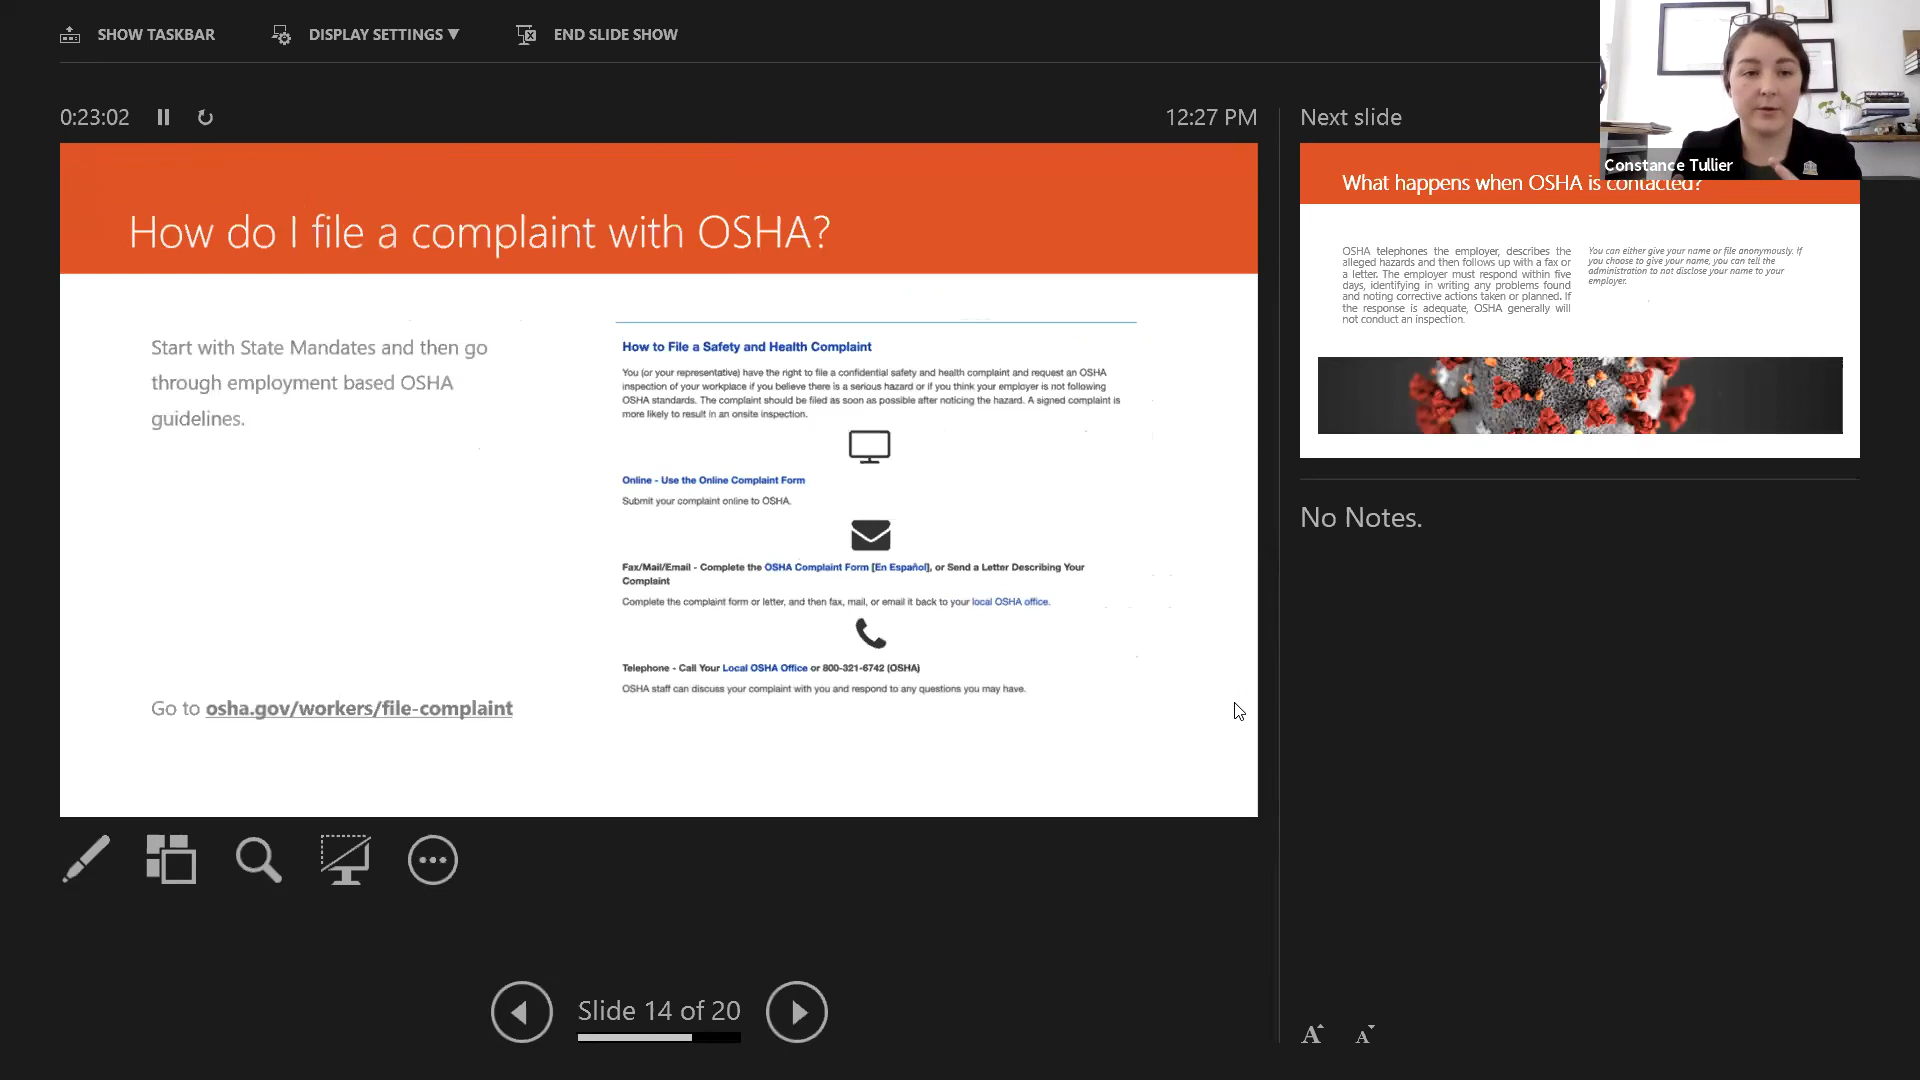 SHOW TASKBAR
DISPLAY SETTINGS ▼
END SLIDE SHOW
0:23:02
12:27 PM
How do I file a complaint with OSHA?
Start with State Mandates and then go
through employment based OSHA
guidelines.
Go to osha.gov/workers/file-complaint
How to File a Safety and Health Complaint
You (or your representative) have the right to file a confidential safety and health complaint and request an OSHA
inspection of your workplace if you believe there is a serious hazard or if you think your employer is not following
OSHA standards. The complaint should be filed as soon as possible after noticing the hazard. A signed complaint is
more likely to result in an onsite inspection.
Online - Use the Online Complaint Form
Submit your complaint online to OSHA.
Fax/Mail/Email - Complete the OSHA Complaint Form [En Español], or Send a Letter Describing Your
Complaint
Complete the complaint form or letter, and then fax, mail, or email it back to your local OSHA office.
Telephone - Call Your Local OSHA Office or 800-321-6742 (OSHA)
OSHA staff can discuss your complaint with you and respond to any questions you may have.
Slide 14 of 20
Next slide
Constance Tullier
What happens when OSHA is contacted?
OSHA telephones the employer, describes the
alleged hazards and then follows up with a fax or
a letter. The employer must respond within five
days, identifying in writing any problems found
and noting corrective actions taken or planned. If
the response is adequate, OSHA generally will
not conduct an inspection.
You can either give your name or file anonymously. If
you choose to give your name, you can tell the
administration to not disclose your name to your
employer.
No Notes.
A A